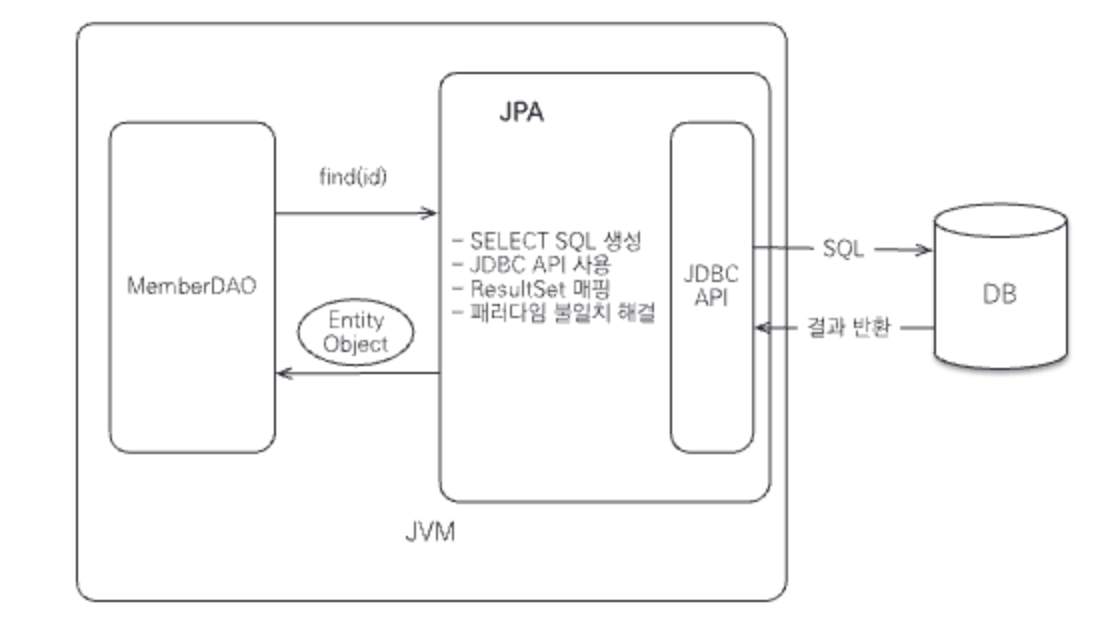 JPA
find(id)
- SELECT SQL 생성
- JDBC API 사용
- ResultSet 매핑
- 패러다임 불일치 해결
MemberDAO
Entity
Object
JDBC
API
SQL
결과 반환
DB
JVM